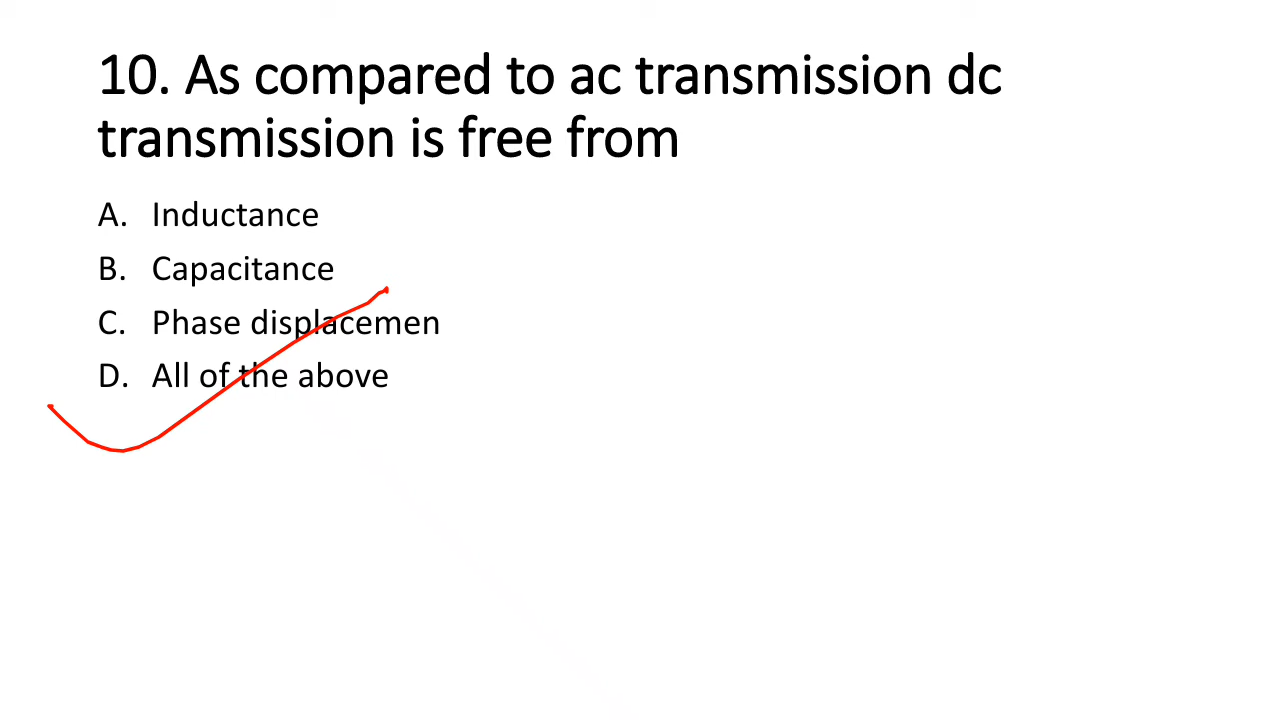 10. As compared to ac transmission dc
transmission is free from
A. Inductance
B. Capacitance
C. Phase displacemen
D. All of the above